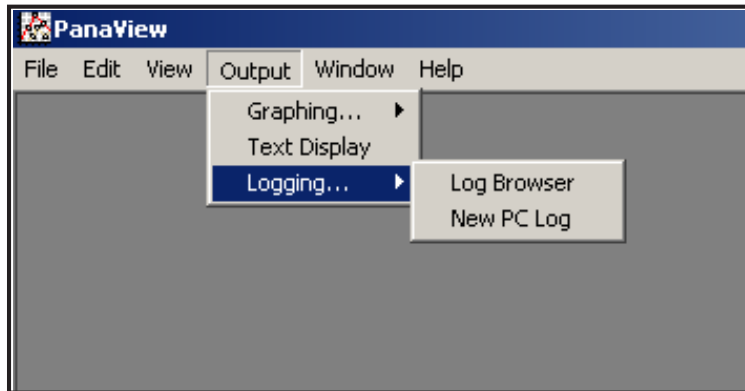 PanaView
File Edit View Output Window Help
Graphing...
Text Display
Logging... Log Browser
New PC Log